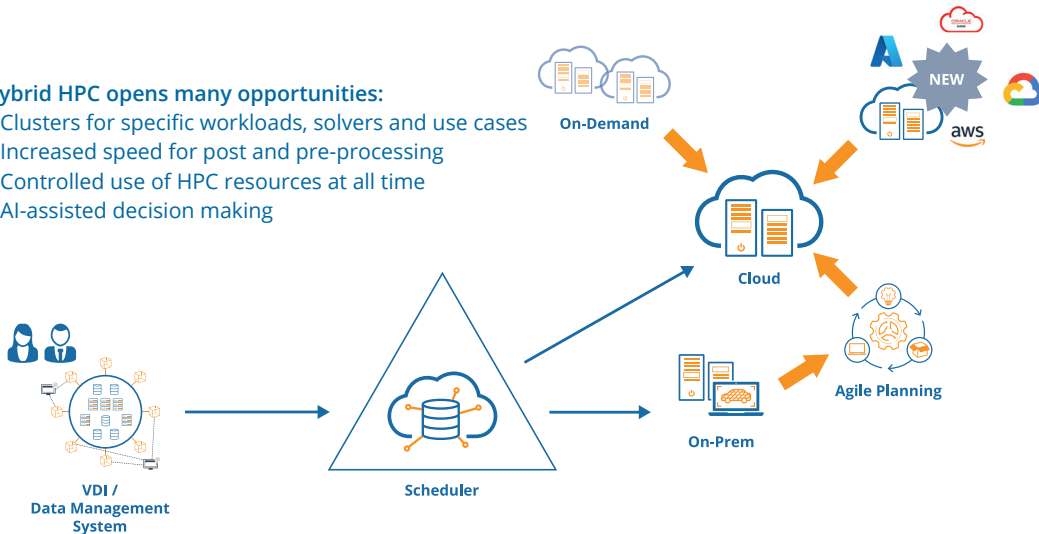 ybrid HPC opens many opportunities:
Clusters for specific workloads, solvers and use cases
Increased speed for post and pre-processing
Controlled use of HPC resources at all time
AI-assisted decision making
On-Demand
ORACLE
NEW
aws
Cloud
Agile Planning
On-Prem
Scheduler
VDI /
Data Management
System